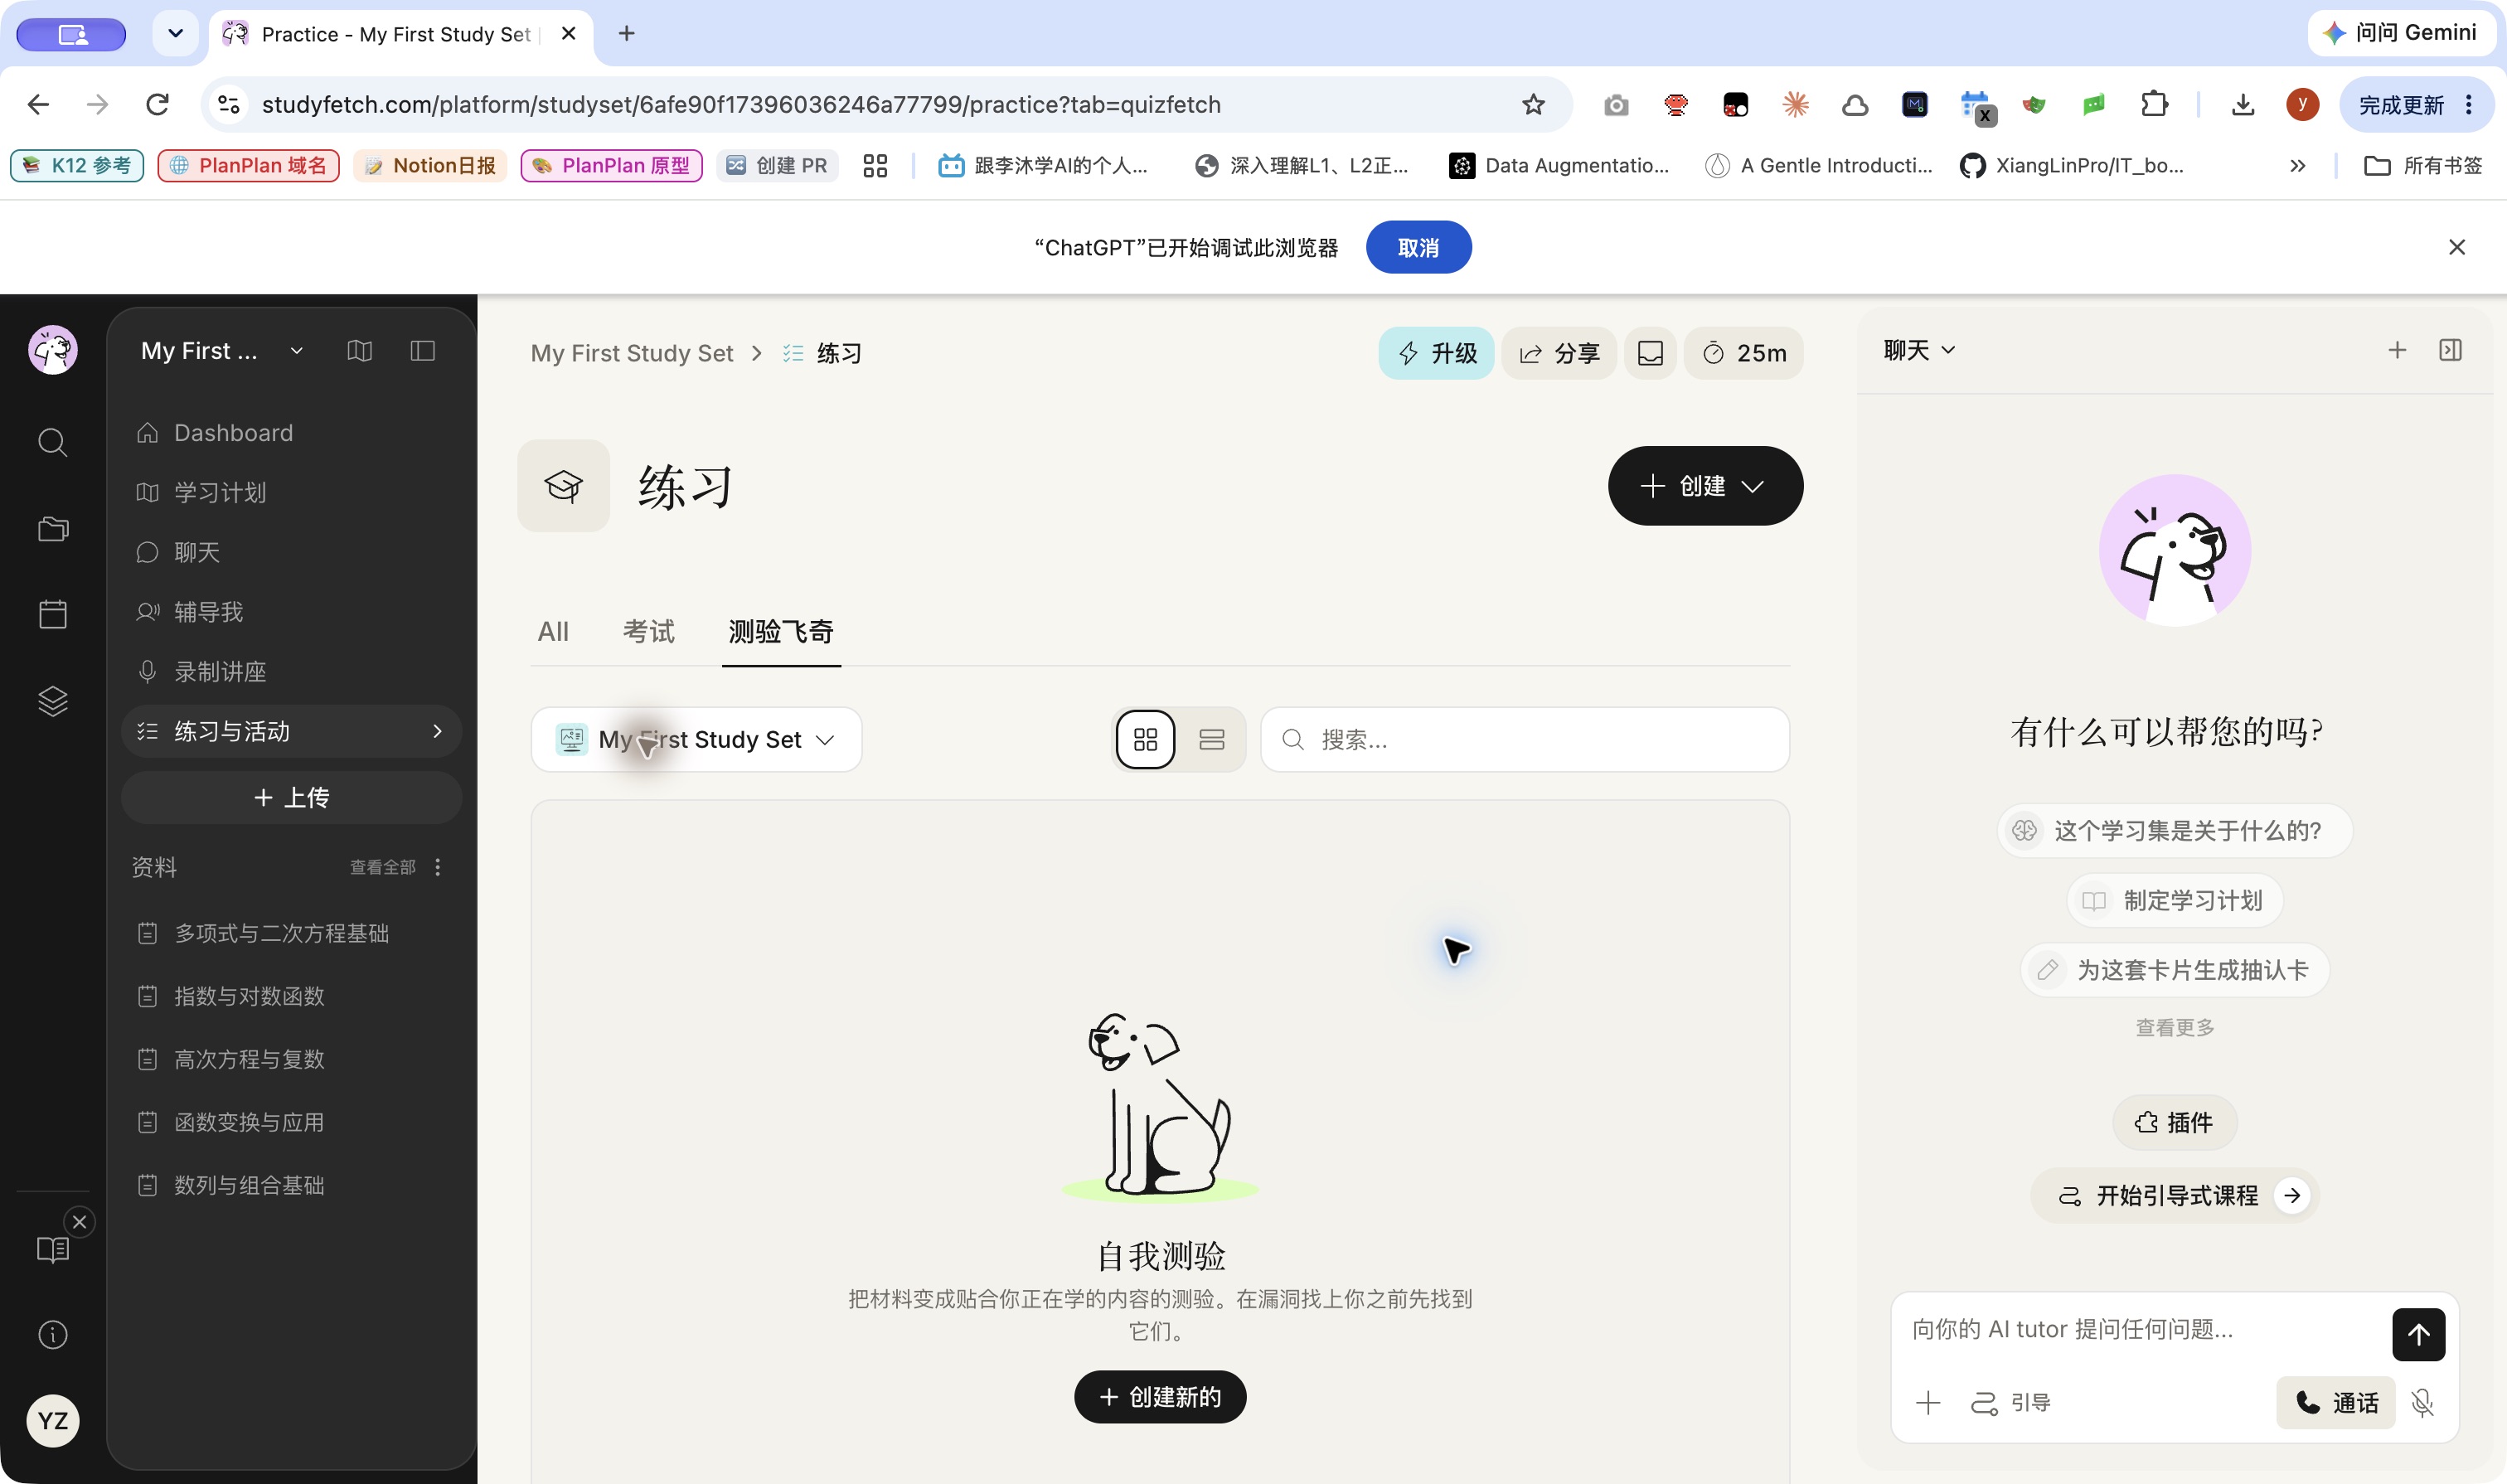 Practice - My First Study Set
问问 Gemini
studyfetch.com/platform/studyset/6afe90f17396036246a77799/practice?tab=quizfetch
X
y
完成更新
K12 参考
PlanPlan 域名
Notion日报
PlanPlan 原型
创建 PR
跟李沐学AI的个人...
深入理解L1、L2正...
Data Augmentatio...
A Gentle Introducti...
XiangLinPro/IT_bo...
所有书签
“ChatGPT”已开始调试此浏览器
取消
My First ...
Dashboard
学习计划
聊天
辅导我
录制讲座
练习与活动
上传
资料
查看全部
多项式与二次方程基础
指数与对数函数
高次方程与复数
函数变换与应用
数列与组合基础
YZ
My First Study Set
练习
升级
分享
25m
练习
创建
All
考试
测验飞奇
My First Study Set
搜索...
自我测验
把材料变成贴合你正在学的内容的测验。在漏洞找上你之前先找到
它们。
创建新的
聊天
有什么可以帮您的吗?
这个学习集是关于什么的?
制定学习计划
为这套卡片生成抽认卡
查看更多
插件
开始引导式课程
向你的 AI tutor 提问任何问题...
引导
通话